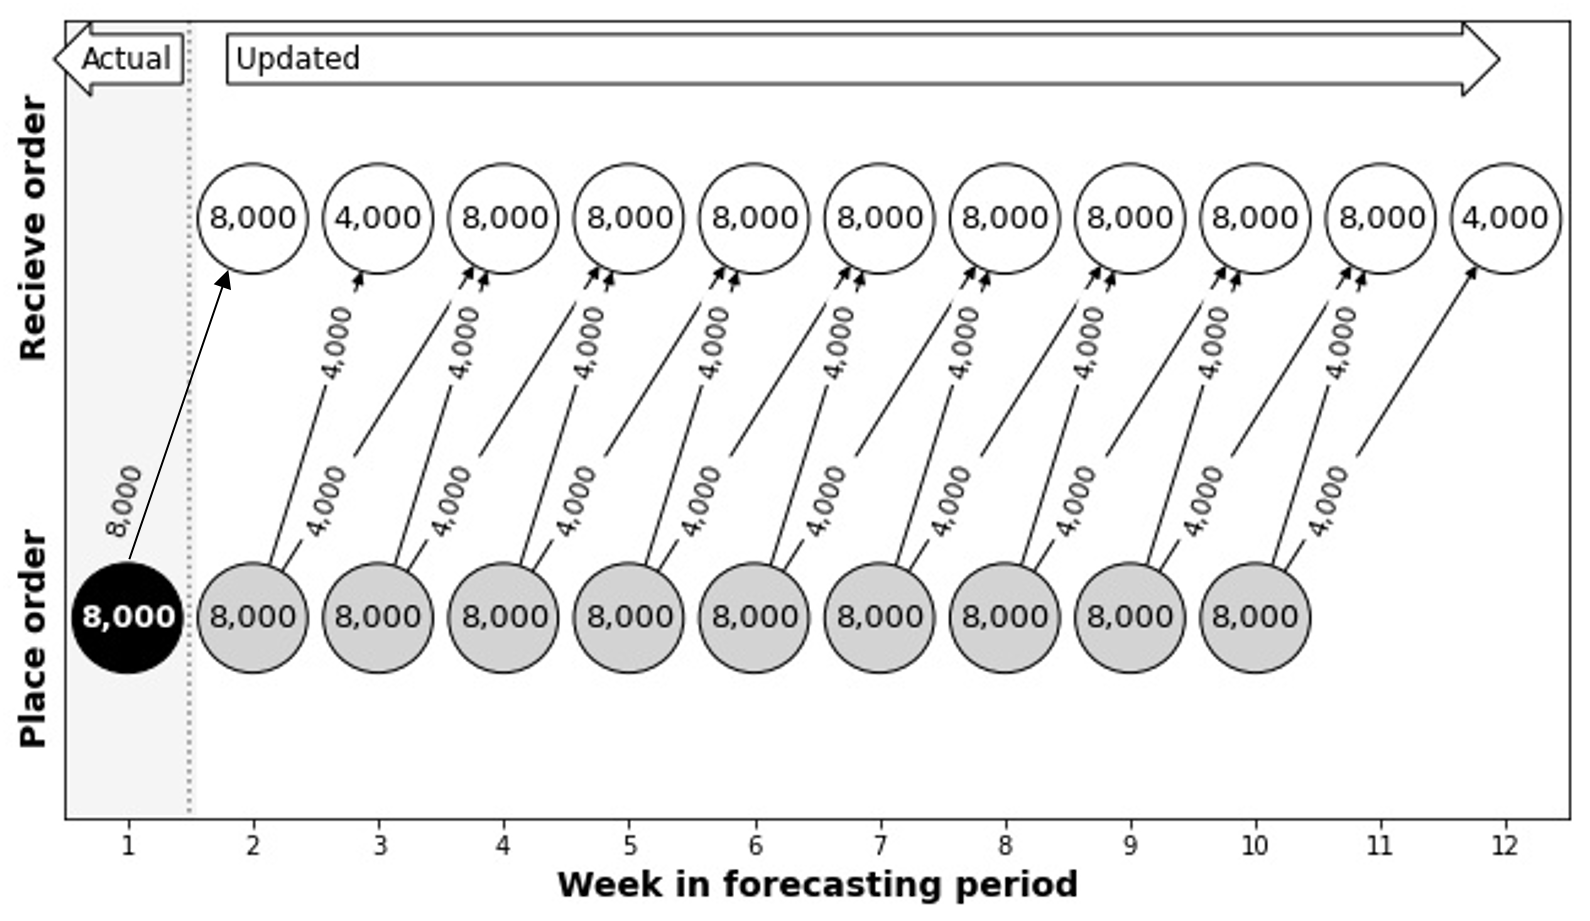 Actual
Updated
Recieve order
8,000 4,000 8,000 8,000 8,000 8,000 8,000 8,000 8,000 8,000 4,000
4,000 4,000 4,000 4,000 4,000 4,000 4,000 4,000 4,000
8,000 4,000 4,000 4,000 4,000 4,000 4,000 4,000 4,000 4,000
Place order
8,000 8,000 8,000 8,000 8,000 8,000 8,000 8,000 8,000 8,000
1 2 3 4 5 6 7 8 9 10 11 12
Week in forecasting period